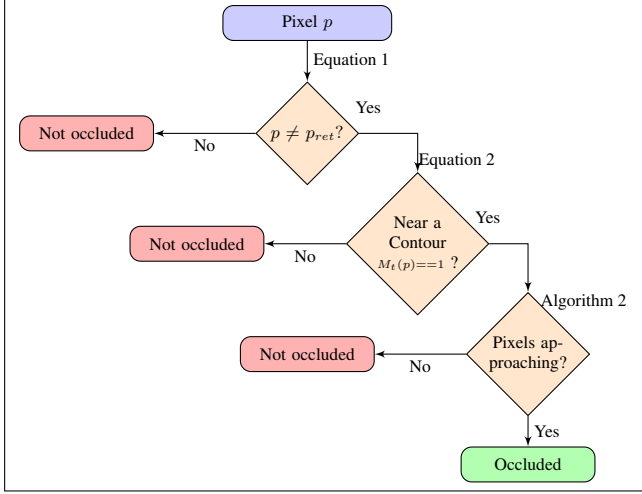 Pixel p
Equation 1
Yes
Not occluded
No
p ≠ p_ret?
Equation 2
Near a
Contour
M_t(p)==1 ?
Yes
Not occluded
No
Algorithm 2
Pixels ap-
proaching?
Not occluded
No
Yes
Occluded